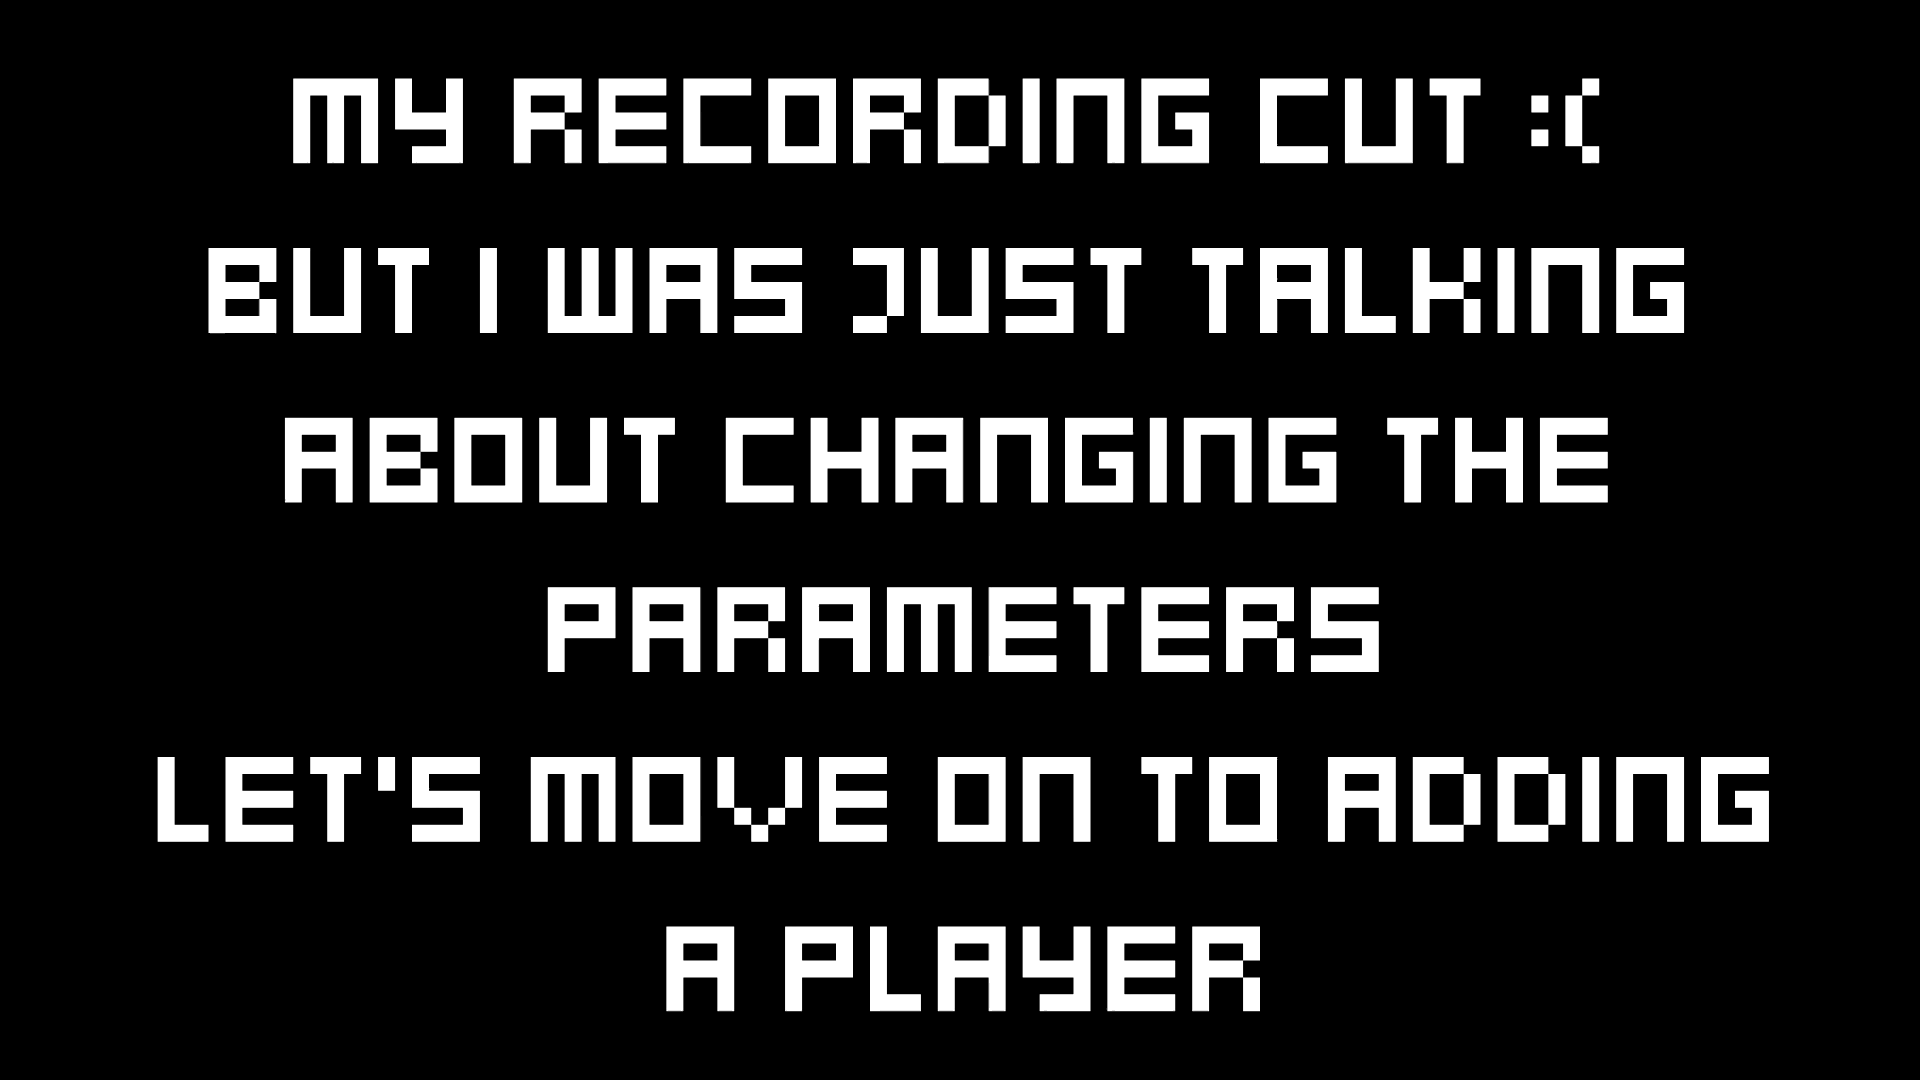 MY RECORDING CUT :(
BUT I WAS JUST TALKING
ABOUT CHANGING THE
PARAMETERS
LET'S MOVE ON TO ADDING
A PLAYER